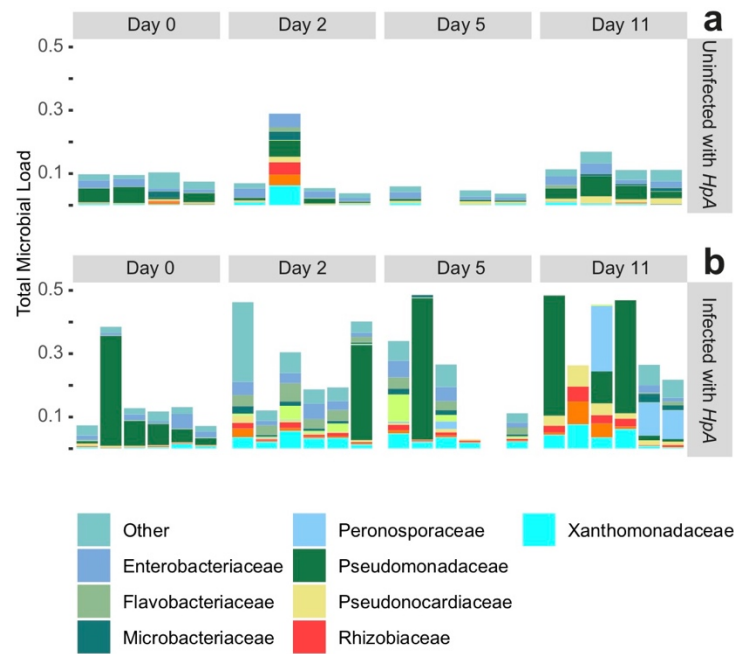 a
Day 0 Day 2 Day 5 Day 11
0.5
0.3
0.1
Uninfected with HpA
Total Microbial Load
b
Day 0 Day 2 Day 5 Day 11
0.5
0.3
0.1
Infected with HpA
Other Peronosporaceae Xanthomonadaceae
Enterobacteriaceae Pseudomonadaceae
Flavobacteriaceae Pseudonocardiaceae
Microbacteriaceae Rhizobiaceae